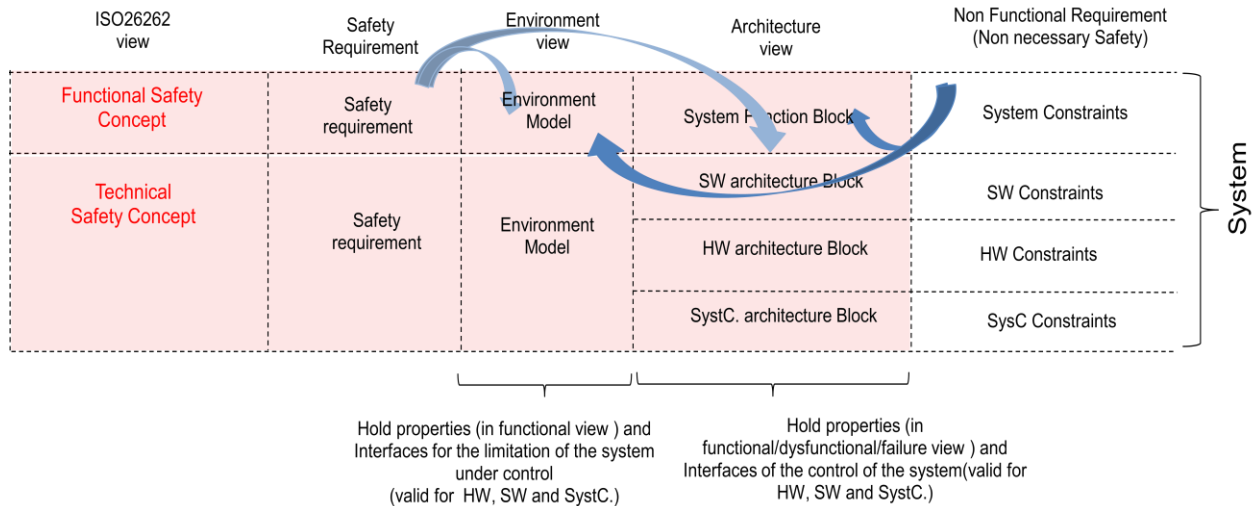 ISO26262
view
Safety
Requirement
Environment
view
Architecture
view
Non Functional Requirement
(Non necessary Safety)
Functional Safety
Concept
Safety
requirement
Environment
Model
System Function Block
System Constraints
Technical
Safety Concept
Safety
requirement
Environment
Model
SW architecture Block
SW Constraints
HW architecture Block
HW Constraints
SystC. architecture Block
SysC Constraints
System
Hold properties (in functional view ) and
Interfaces for the limitation of the system
under control
(valid for HW, SW and SystC.)
Hold properties (in
functional/dysfunctional/failure view ) and
Interfaces of the control of the system(valid for
HW, SW and SystC.)